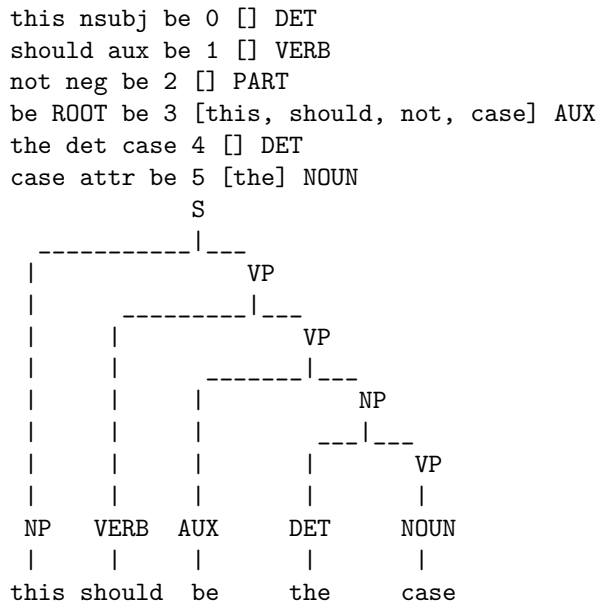 this nsubj be 0 [] DET
should aux be 1 [] VERB
not neg be 2 [] PART
be ROOT be 3 [this, should, not, case] AUX
the det case 4 [] DET
case attr be 5 [the] NOUN
S
VP
VP
NP
VP
NP VERB AUX DET NOUN
this should be the case